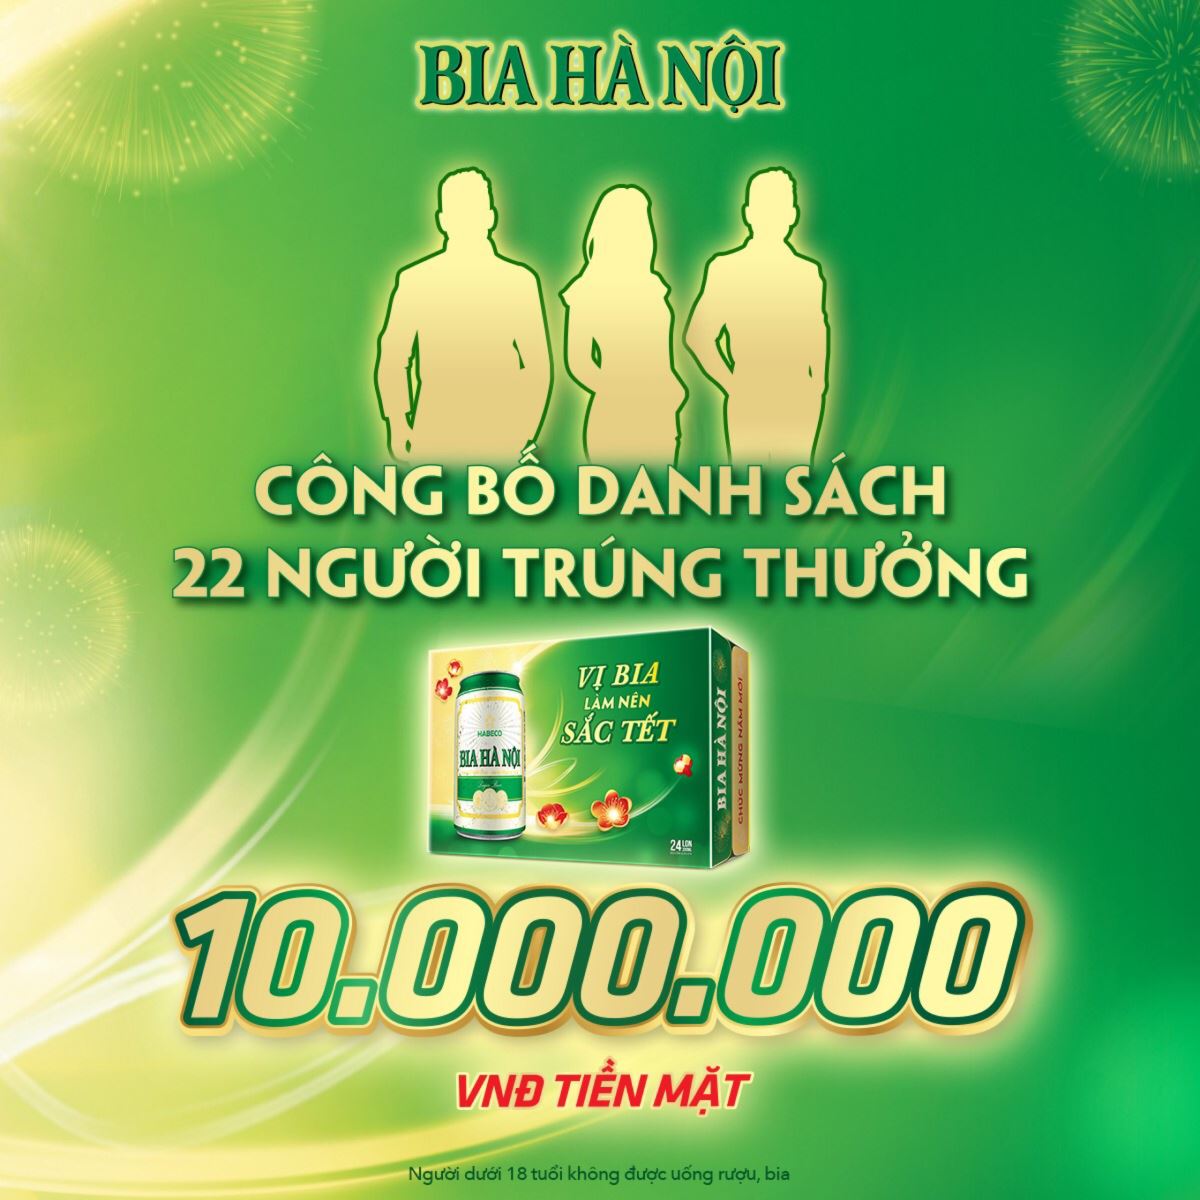 BIA HÀ NỘI
CÔNG BỐ DANH SÁCH
22 NGƯỜI TRÚNG THƯỞNG
VỊ BIA
LÀM NÊN
SẮC TẾT
HABECO
BIA HÀ NỘI
24 LON
BIA HÀ NỘI
CHÚC MỪNG NĂM MỚI
10.000.000
VNĐ TIỀN MẶT
Người dưới 18 tuổi không được uống rượu, bia